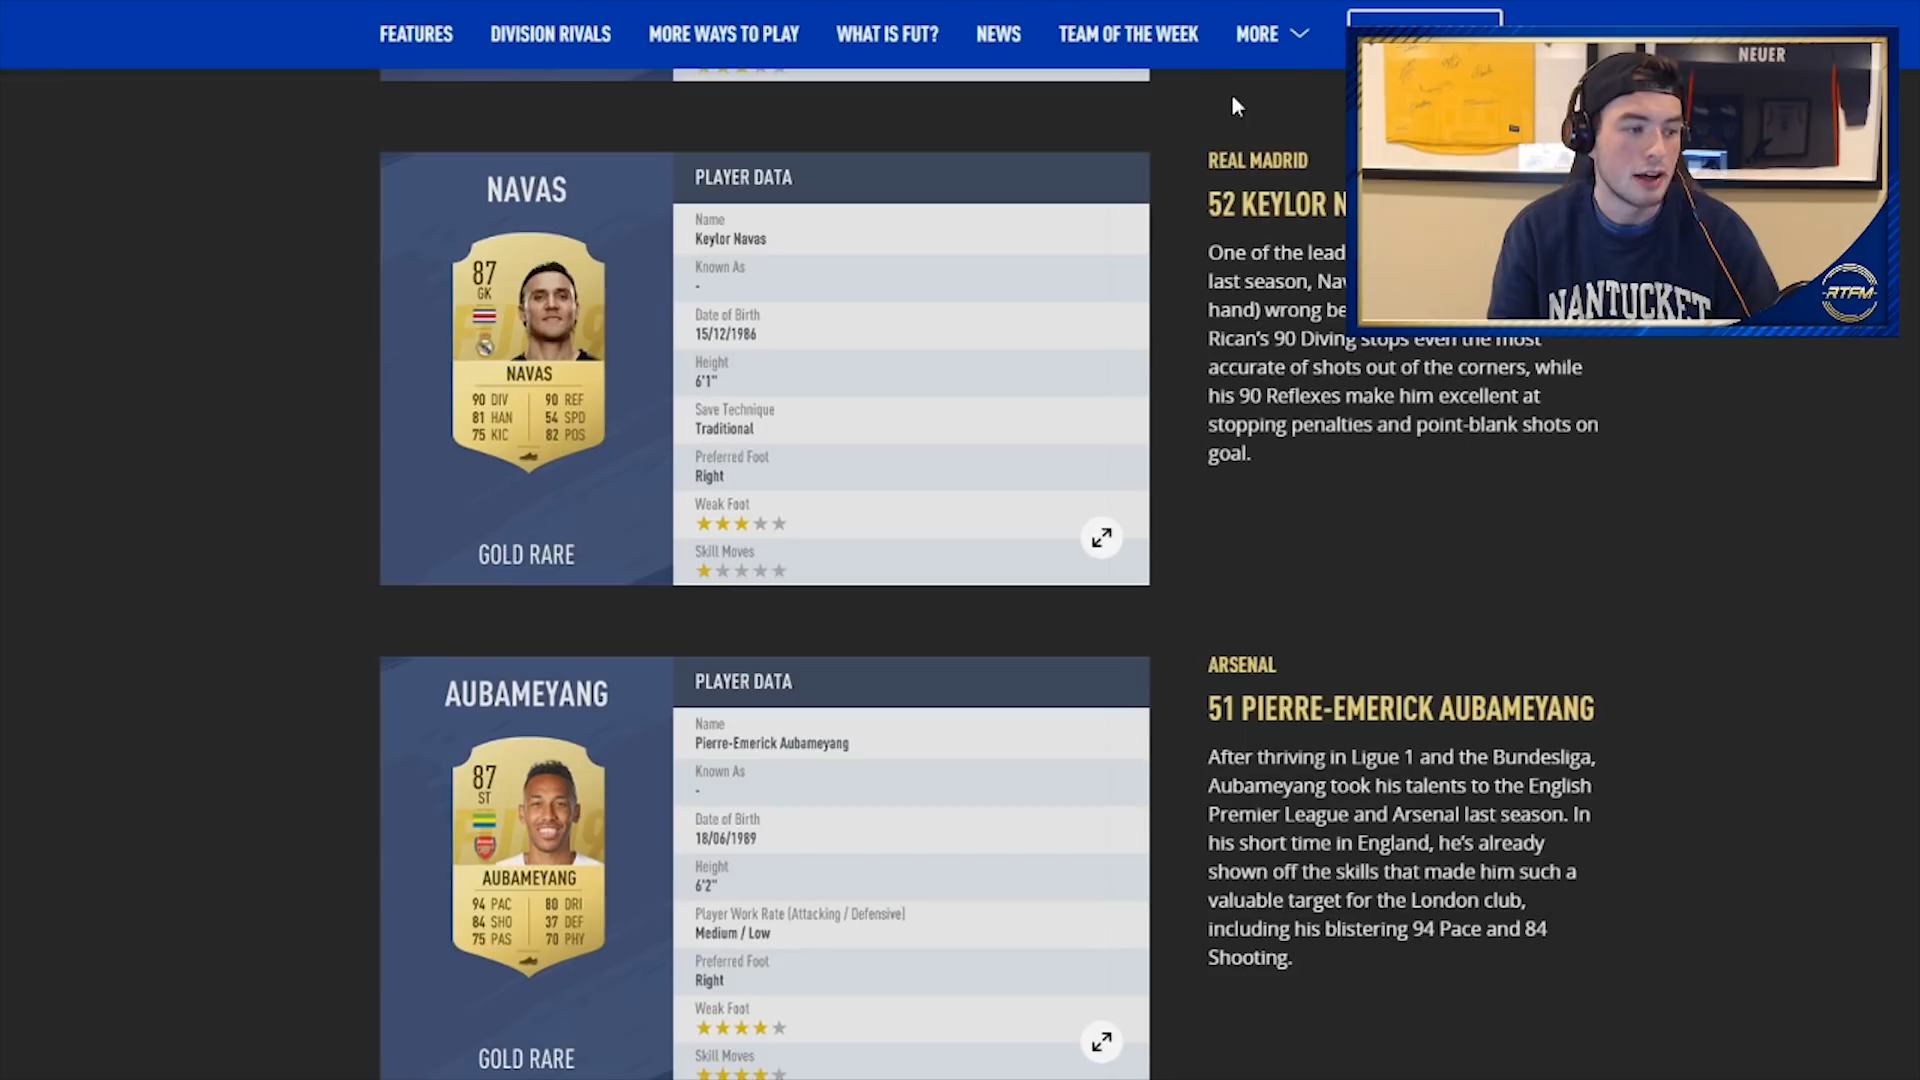 FEATURES DIVISION RIVALS MORE WAYS TO PLAY WHAT IS FUT? NEWS TEAM OF THE WEEK MORE
NEUER
NANTUCKET
RTFM
NAVAS
87
GK
NAVAS
90 DIV 90 REF
81 HAN 54 SPD
75 KIC 82 POS
GOLD RARE
PLAYER DATA
Name
Keylor Navas
Known As
-
Date of Birth
15/12/1986
Height
6'1"
Save Technique
Traditional
Preferred Foot
Right
Weak Foot
Skill Moves
REAL MADRID
52 KEYLOR N
One of the lead
last season, Nav
hand) wrong be
Rican's 90 Diving stops even the most
accurate of shots out of the corners, while
his 90 Reflexes make him excellent at
stopping penalties and point-blank shots on
goal.
AUBAMEYANG
87
ST
AUBAMEYANG
94 PAC 80 DRI
84 SHO 37 DEF
75 PAS 70 PHY
GOLD RARE
PLAYER DATA
Name
Pierre-Emerick Aubameyang
Known As
-
Date of Birth
18/06/1989
Height
6'2"
Player Work Rate (Attacking / Defensive)
Medium / Low
Preferred Foot
Right
Weak Foot
Skill Moves
ARSENAL
51 PIERRE-EMERICK AUBAMEYANG
After thriving in Ligue 1 and the Bundesliga,
Aubameyang took his talents to the English
Premier League and Arsenal last season. In
his short time in England, he's already
shown off the skills that made him such a
valuable target for the London club,
including his blistering 94 Pace and 84
Shooting.